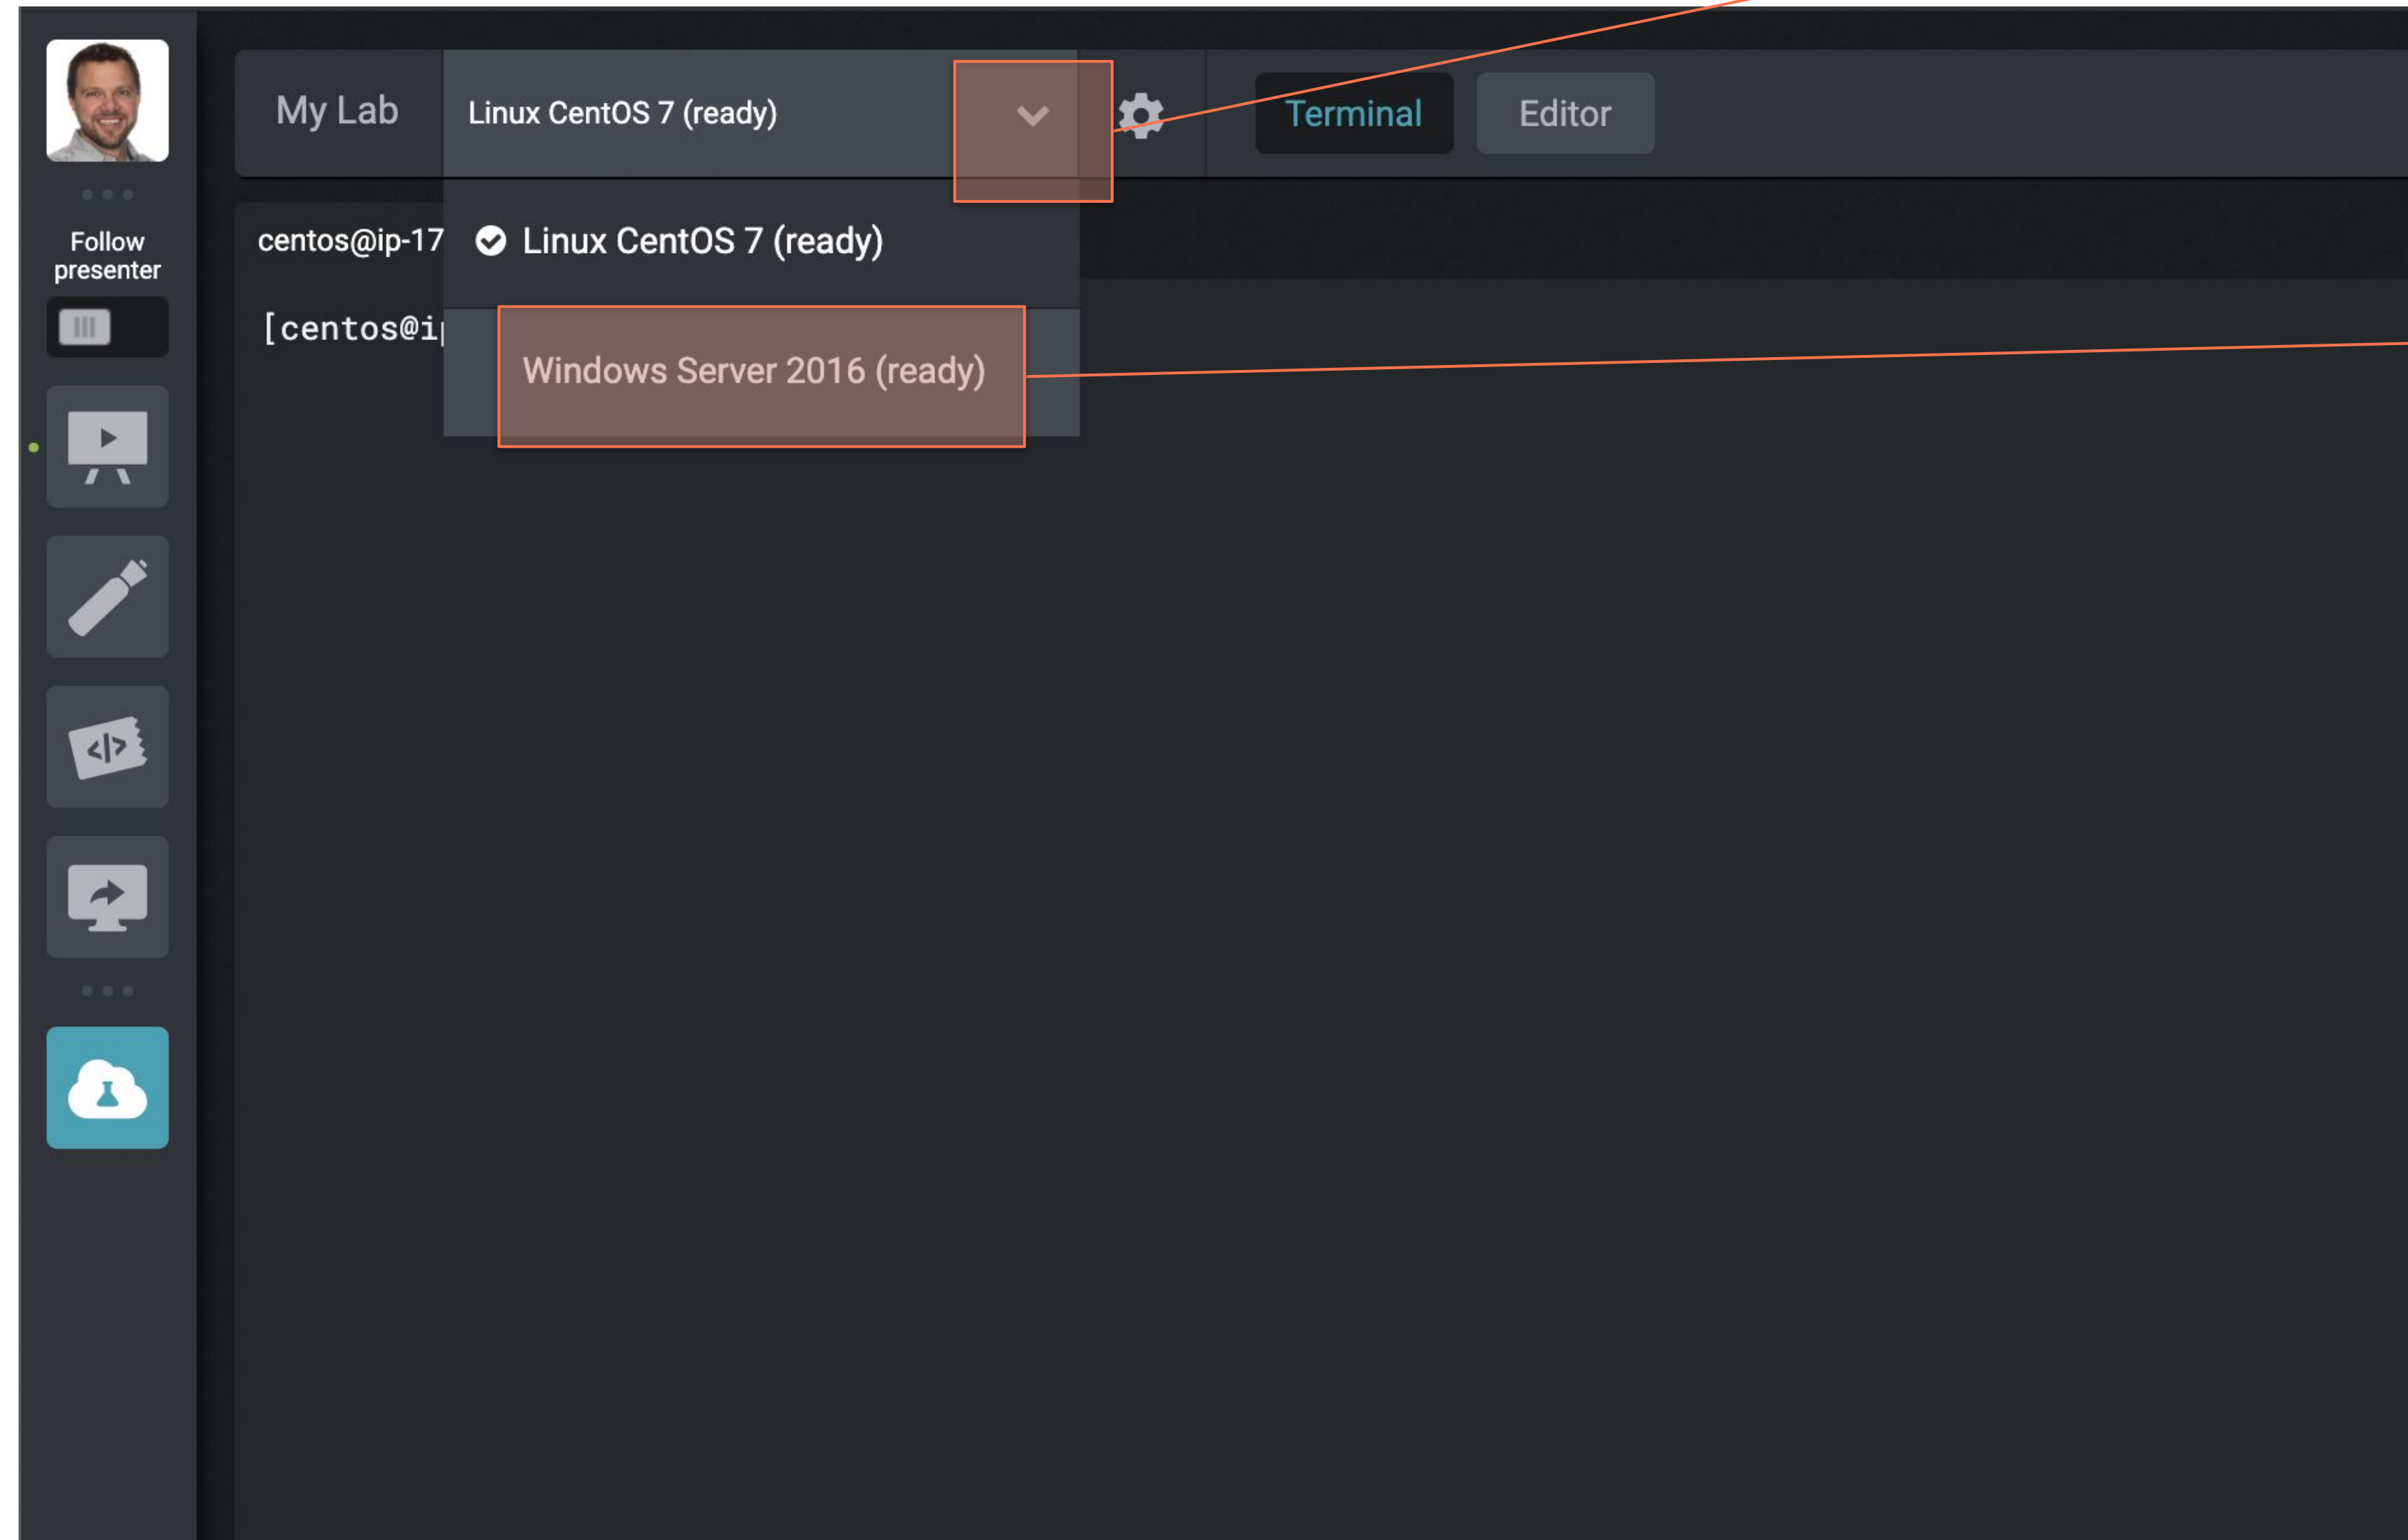 My Lab
Linux CentOS 7 (ready)
Terminal
Editor
Follow
presenter
centos@ip-17
Linux CentOS 7 (ready)
[centos@i
Windows Server 2016 (ready)